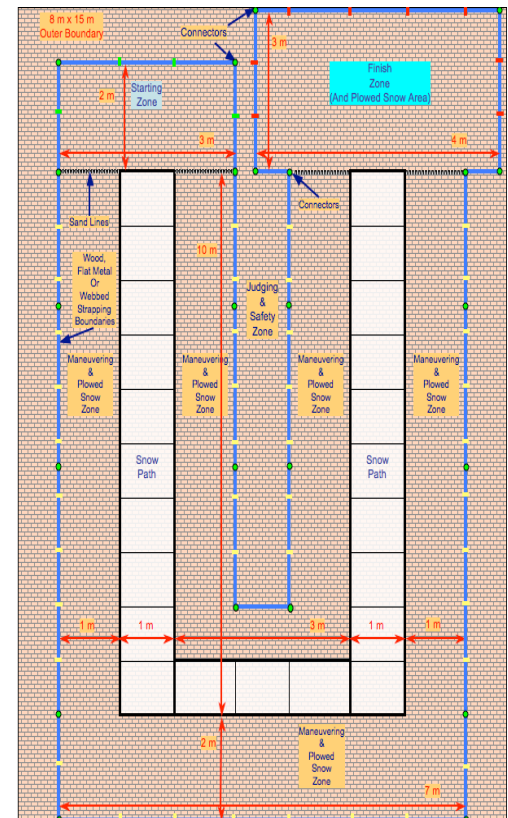 8 m x 15 m
Outer Boundary
Connectors
3 m
Finish
Zone
(And Plowed Snow Area)
2 m
Starting
Zone
3 m
4 m
Sand Lines
Connectors
10 m
Wood,
Flat Metal
Or
Webbed
Strapping
Boundaries
Judging
&
Safety
Zone
Maneuvering
&
Plowed
Snow
Zone
Maneuvering
&
Plowed
Snow
Zone
Maneuvering
&
Plowed
Snow
Zone
Maneuvering
&
Plowed
Snow
Zone
Snow
Path
Snow
Path
1 m
1 m
3 m
1 m
1 m
2 m
Maneuvering
&
Plowed
Snow
Zone
7 m